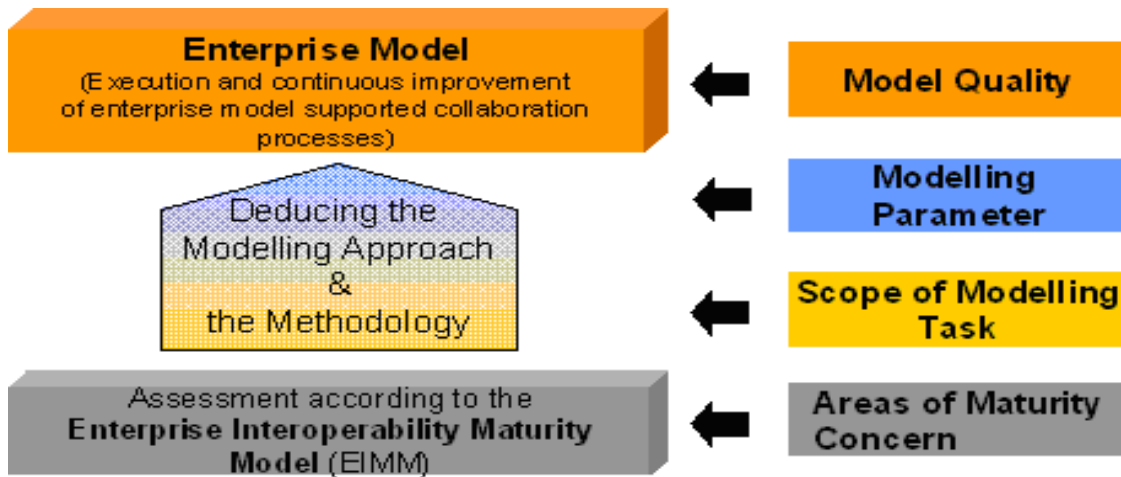 Enterprise Model
(Execution and continuous improvement
of enterprise model supported collaboration
processes)
Model Quality
Modelling
Parameter
Deducing the
Modelling Approach
&
the Methodology
Scope of Modelling
Task
Assessment according to the
Enterprise Interoperability Maturity
Model (EIMM)
Areas of Maturity
Concern